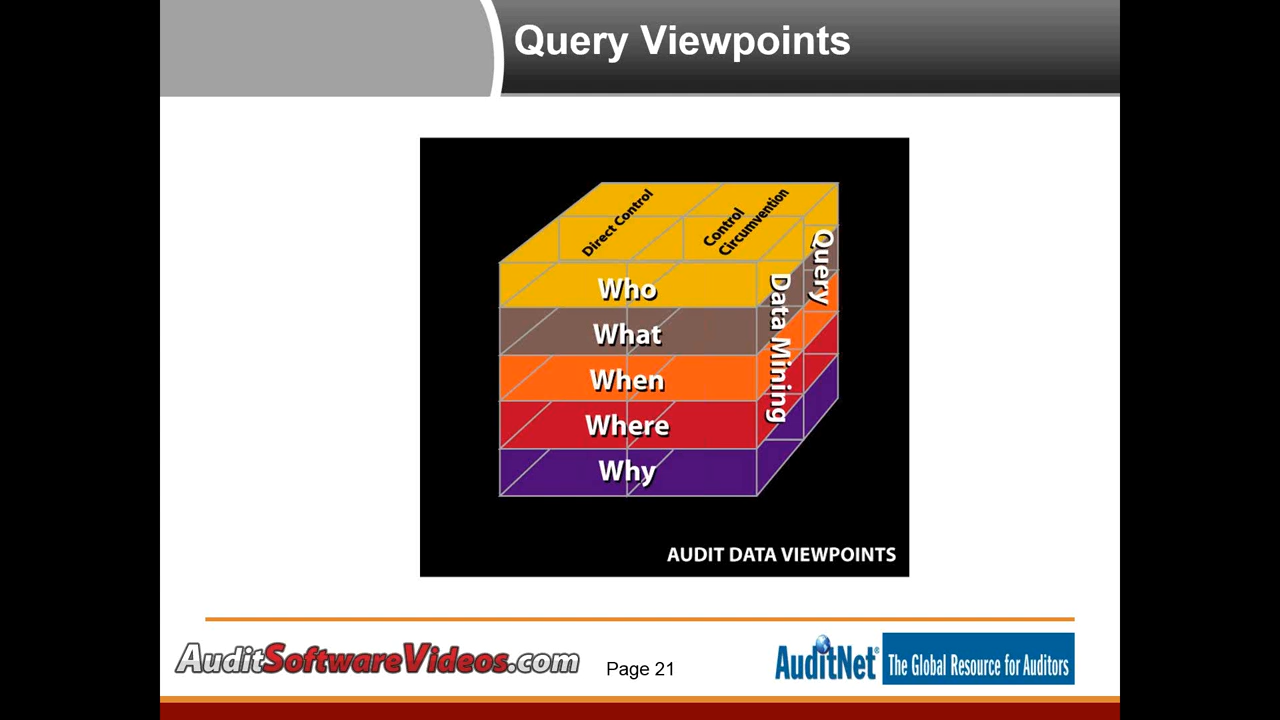 Query Viewpoints
Direct Control
Control
Circumvention
Query
Data Mining
Who
What
When
Where
Why
AUDIT DATA VIEWPOINTS
AuditSoftwareVideos.com
Page 21
AuditNet® The Global Resource for Auditors